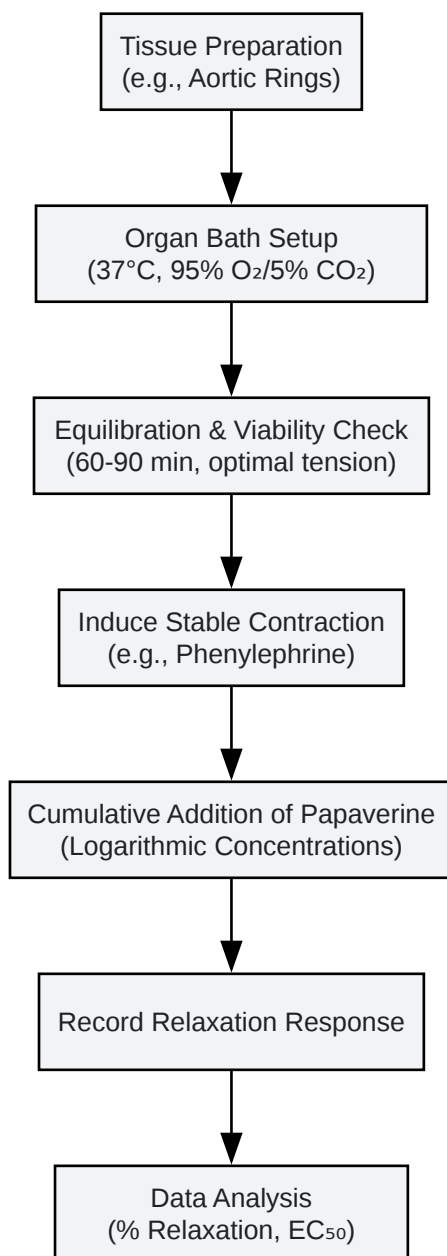 Tissue Preparation
(e.g., Aortic Rings)
Organ Bath Setup
(37°C, 95% O₂/5% CO₂)
Equilibration & Viability Check
(60-90 min, optimal tension)
Induce Stable Contraction
(e.g., Phenylephrine)
Cumulative Addition of Papaverine
(Logarithmic Concentrations)
Record Relaxation Response
Data Analysis
(% Relaxation, EC₅₀)